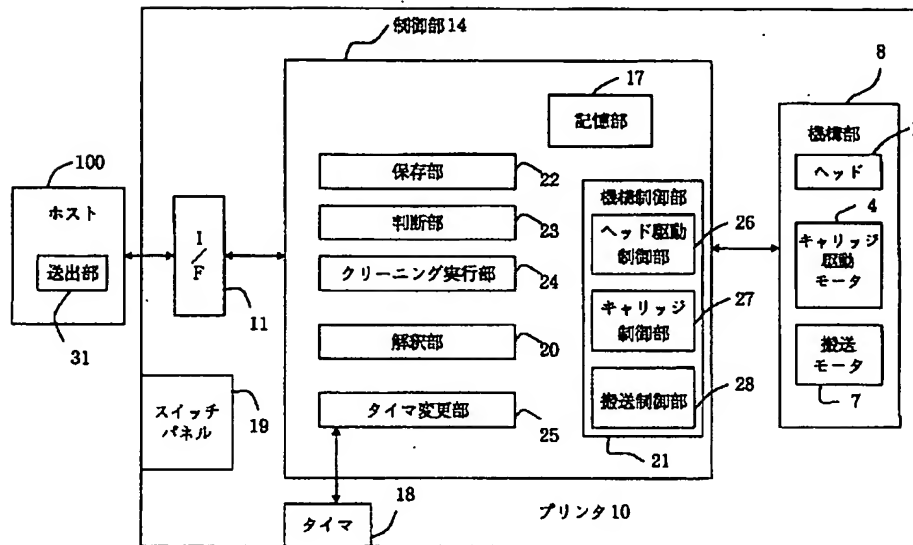 制御部14
8
17
記憶部
機構部
ヘッド
100
ホスト
送出部
31
I/F
11
保存部
22
判断部
23
クリーニング実行部
24
解釈部
20
タイマ変更部
25
機構制御部
ヘッド駆動
制御部
26
キャリッジ
制御部
27
搬送制御部
28
21
4
キャリッジ
駆動
モータ
搬送
モータ
7
スイッチ
パネル
19
18
タイマ
プリンタ10